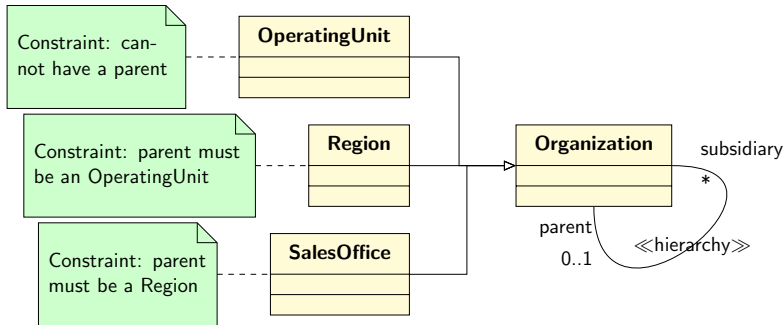 Constraint: can-
not have a parent
OperatingUnit
Constraint: parent must
be an OperatingUnit
Region
Organization
subsidiary
*
parent
0..1
≪hierarchy≫
Constraint: parent
must be a Region
SalesOffice